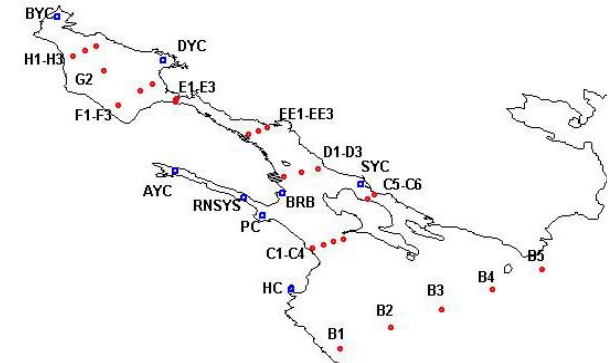 BYC
DYC
H1-H3
G2
E1-E3
F1-F3
EE1-EE3
D1-D3
SYC
AYC
C5-C6
RNSYS
BRB
PC
C1-C4
B5
HC
B4
B3
B2
B1